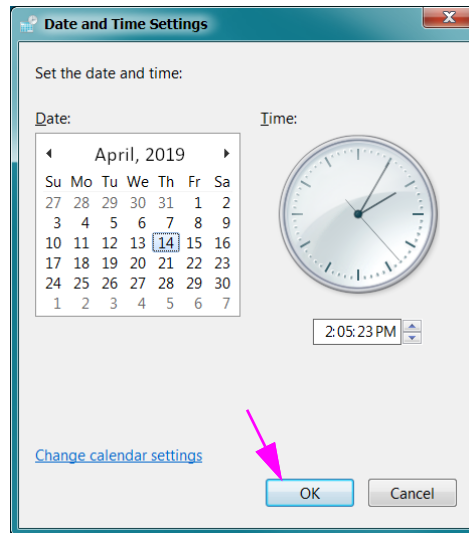 Date and Time Settings
x
Set the date and time:
Date:
Time:
April, 2019
Su Mo Tu We Th Fr Sa
27 28 29 30 31 1 2
3 4 5 6 7 8 9
10 11 12 13 14 15 16
17 18 19 20 21 22 23
24 25 26 27 28 29 30
1 2 3 4 5 6 7
2:05:23 PM
Change calendar settings
OK
Cancel